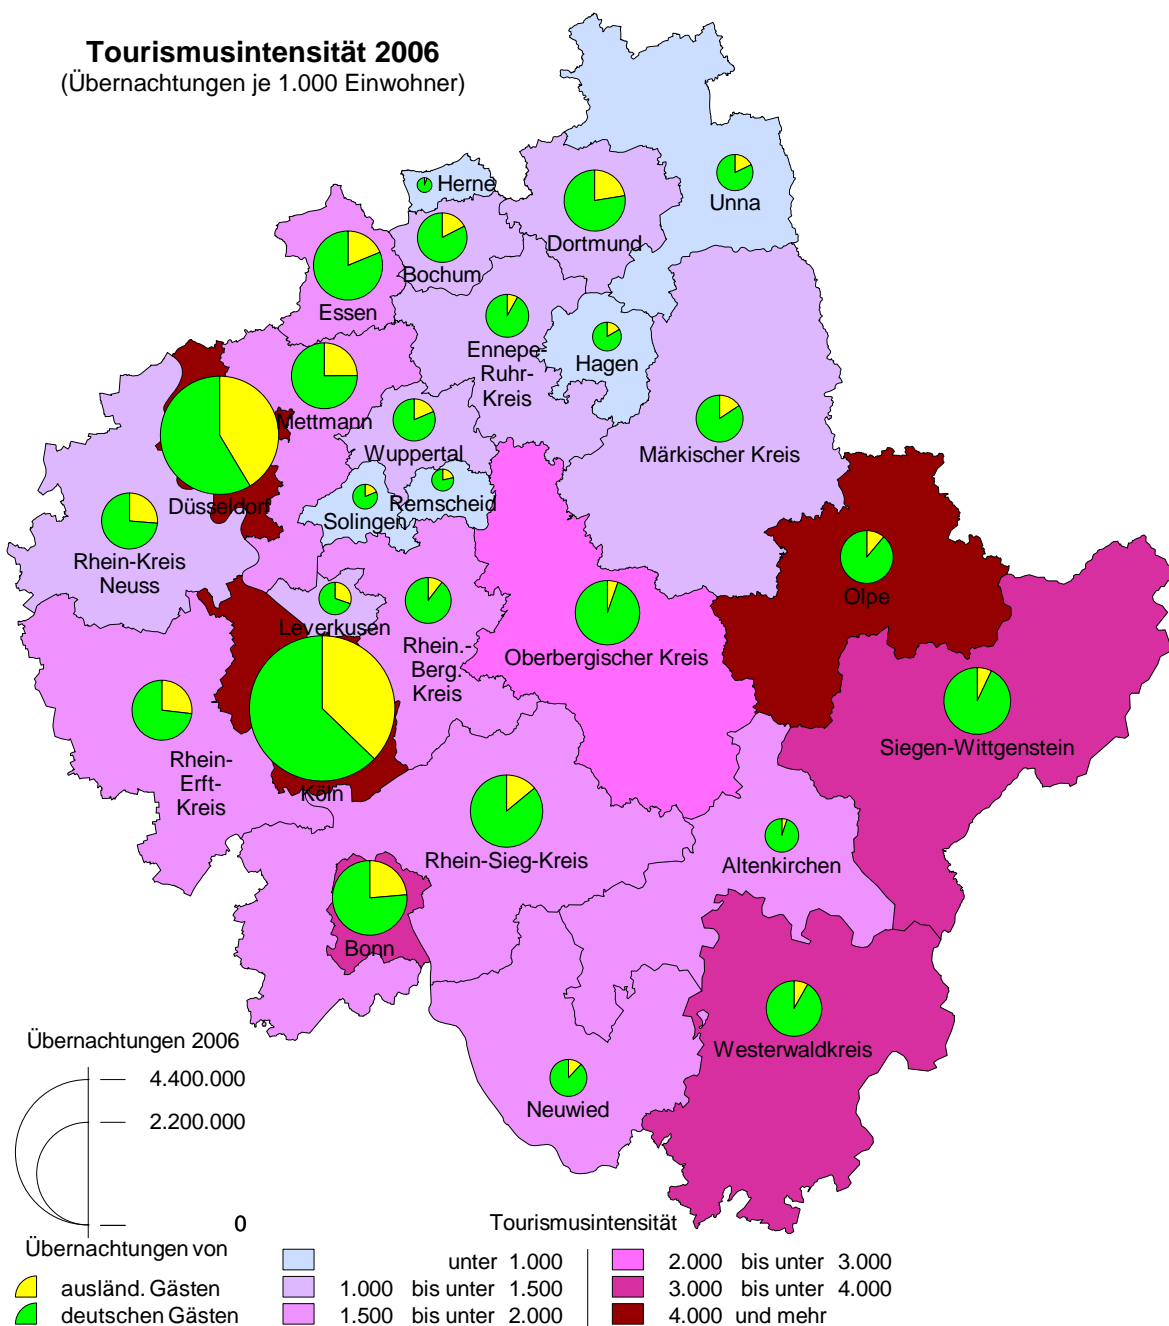 Tourismusintensität 2006
(Übernachtungen je 1.000 Einwohner)
Herne
Unna
Dortmund
Bochum
Essen
Ennepe-
Ruhr-
Kreis
Hagen
Mettmann
Wuppertal
Märkischer Kreis
Düsseldorf
Solingen
Remscheid
Rhein-Kreis
Neuss
Olpe
Leverkusen
Rhein.-
Berg.
Kreis
Oberbergischer Kreis
Siegen-Wittgenstein
Rhein-
Erft-
Kreis
Köln
Rhein-Sieg-Kreis
Altenkirchen
Bonn
Westerwaldkreis
Neuwied
Übernachtungen 2006
4.400.000
2.200.000
0
Übernachtungen von
ausländ. Gästen
deutschen Gästen
Tourismusintensität
unter 1.000
1.000 bis unter 1.500
1.500 bis unter 2.000
2.000 bis unter 3.000
3.000 bis unter 4.000
4.000 und mehr